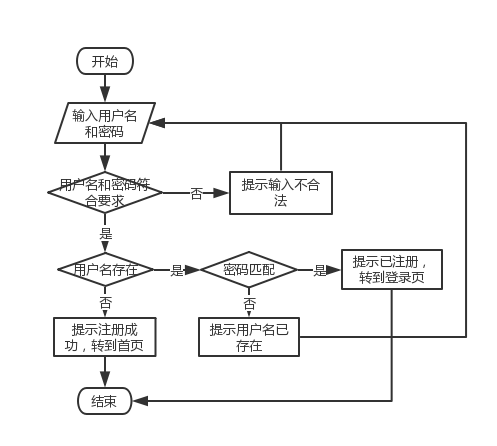 开始
输入用户名
和密码
用户名和密码符
合要求
否
提示输入不合
法
是
用户名存在
是
密码匹配
是
提示已注册，
转到登录页
否
否
提示注册成
功，转到首页
提示用户名已
存在
结束